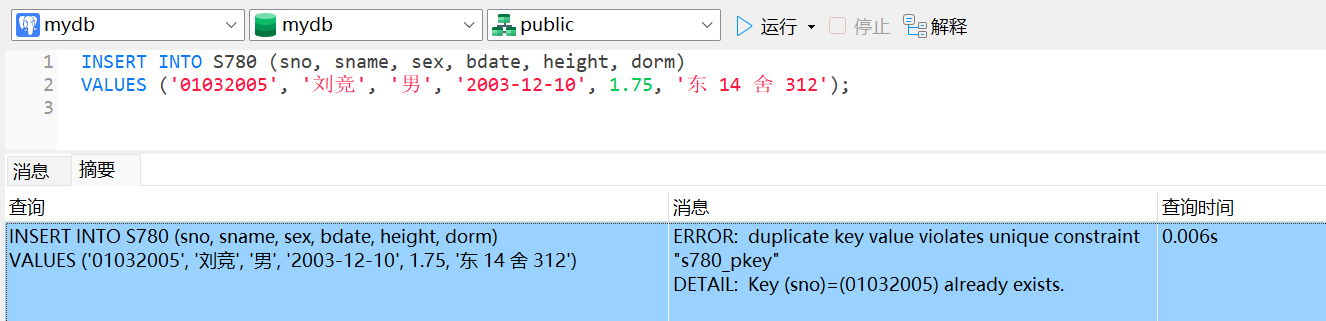 mydb mydb public 运行 停止 解释
1 INSERT INTO S780 (sno, sname, sex, bdate, height, dorm)
2 VALUES ('01032005', '刘竞', '男', '2003-12-10', 1.75, '东 14 舍 312');
3
消息 摘要
查询 消息 查询时间
INSERT INTO S780 (sno, sname, sex, bdate, height, dorm) ERROR: duplicate key value violates unique constraint 0.006s
VALUES ('01032005', '刘竞', '男', '2003-12-10', 1.75, '东 14 舍 312') "s780_pkey"
DETAIL: Key (sno)=(01032005) already exists.